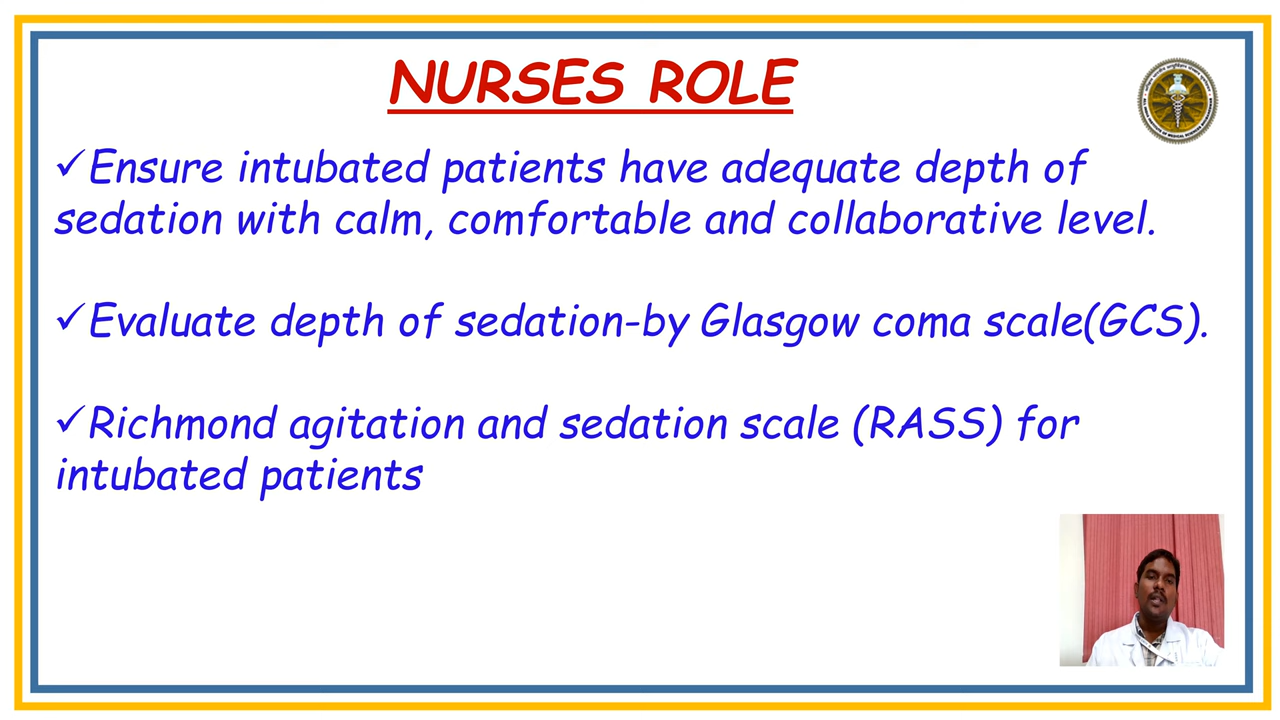 NURSES ROLE
✓Ensure intubated patients have adequate depth of
sedation with calm, comfortable and collaborative level.
✓Evaluate depth of sedation-by Glasgow coma scale(GCS).
✓Richmond agitation and sedation scale (RASS) for
intubated patients